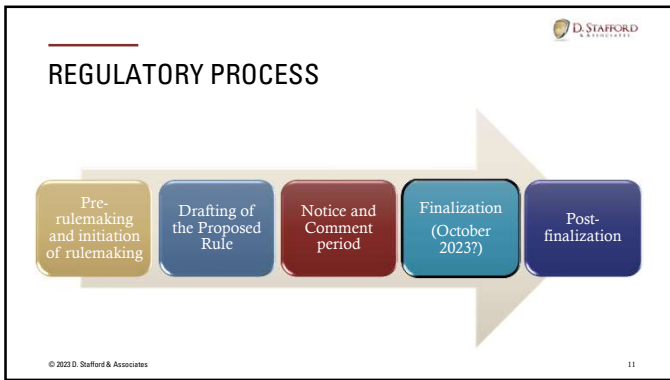 D. STAFFORD
& ASSOCIATES
REGULATORY PROCESS
Pre-
rulemaking
and initiation
of rulemaking
Drafting of
the Proposed
Rule
Notice and
Comment
period
Finalization
(October
2023?)
Post-
finalization
© 2023 D. Stafford & Associates
11